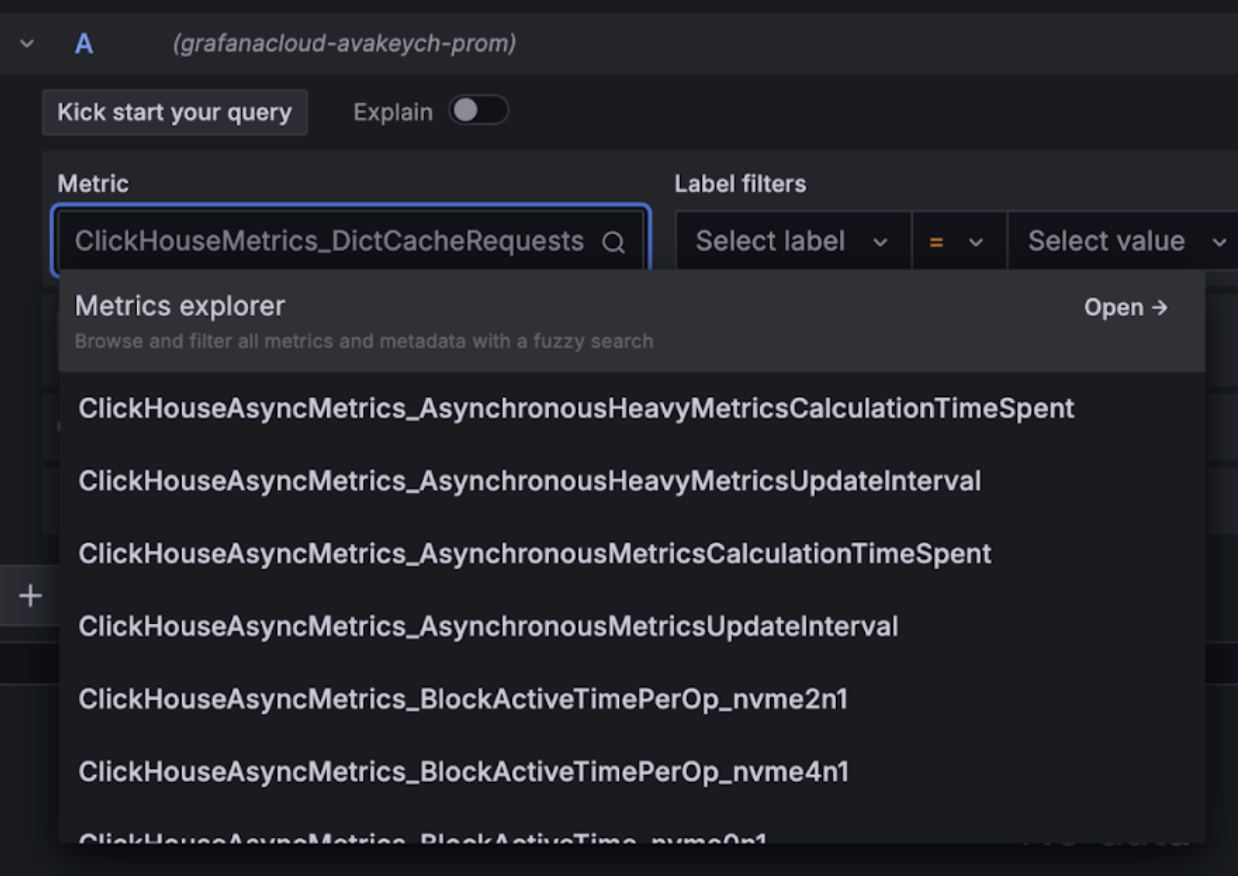 A (grafanacloud-avakeych-prom)
Kick start your query Explain
Metric Label filters
ClickHouseMetrics_DictCacheRequests Select label = Select value
Metrics explorer Open →
Browse and filter all metrics and metadata with a fuzzy search
ClickHouseAsyncMetrics_AsynchronousHeavyMetricsCalculationTimeSpent
ClickHouseAsyncMetrics_AsynchronousHeavyMetricsUpdateInterval
ClickHouseAsyncMetrics_AsynchronousMetricsCalculationTimeSpent
ClickHouseAsyncMetrics_AsynchronousMetricsUpdateInterval
ClickHouseAsyncMetrics_BlockActiveTimePerOp_nvme2n1
ClickHouseAsyncMetrics_BlockActiveTimePerOp_nvme4n1
ClickHouseAsyncMetrics_BlockActiveTime_nvme0n1
+